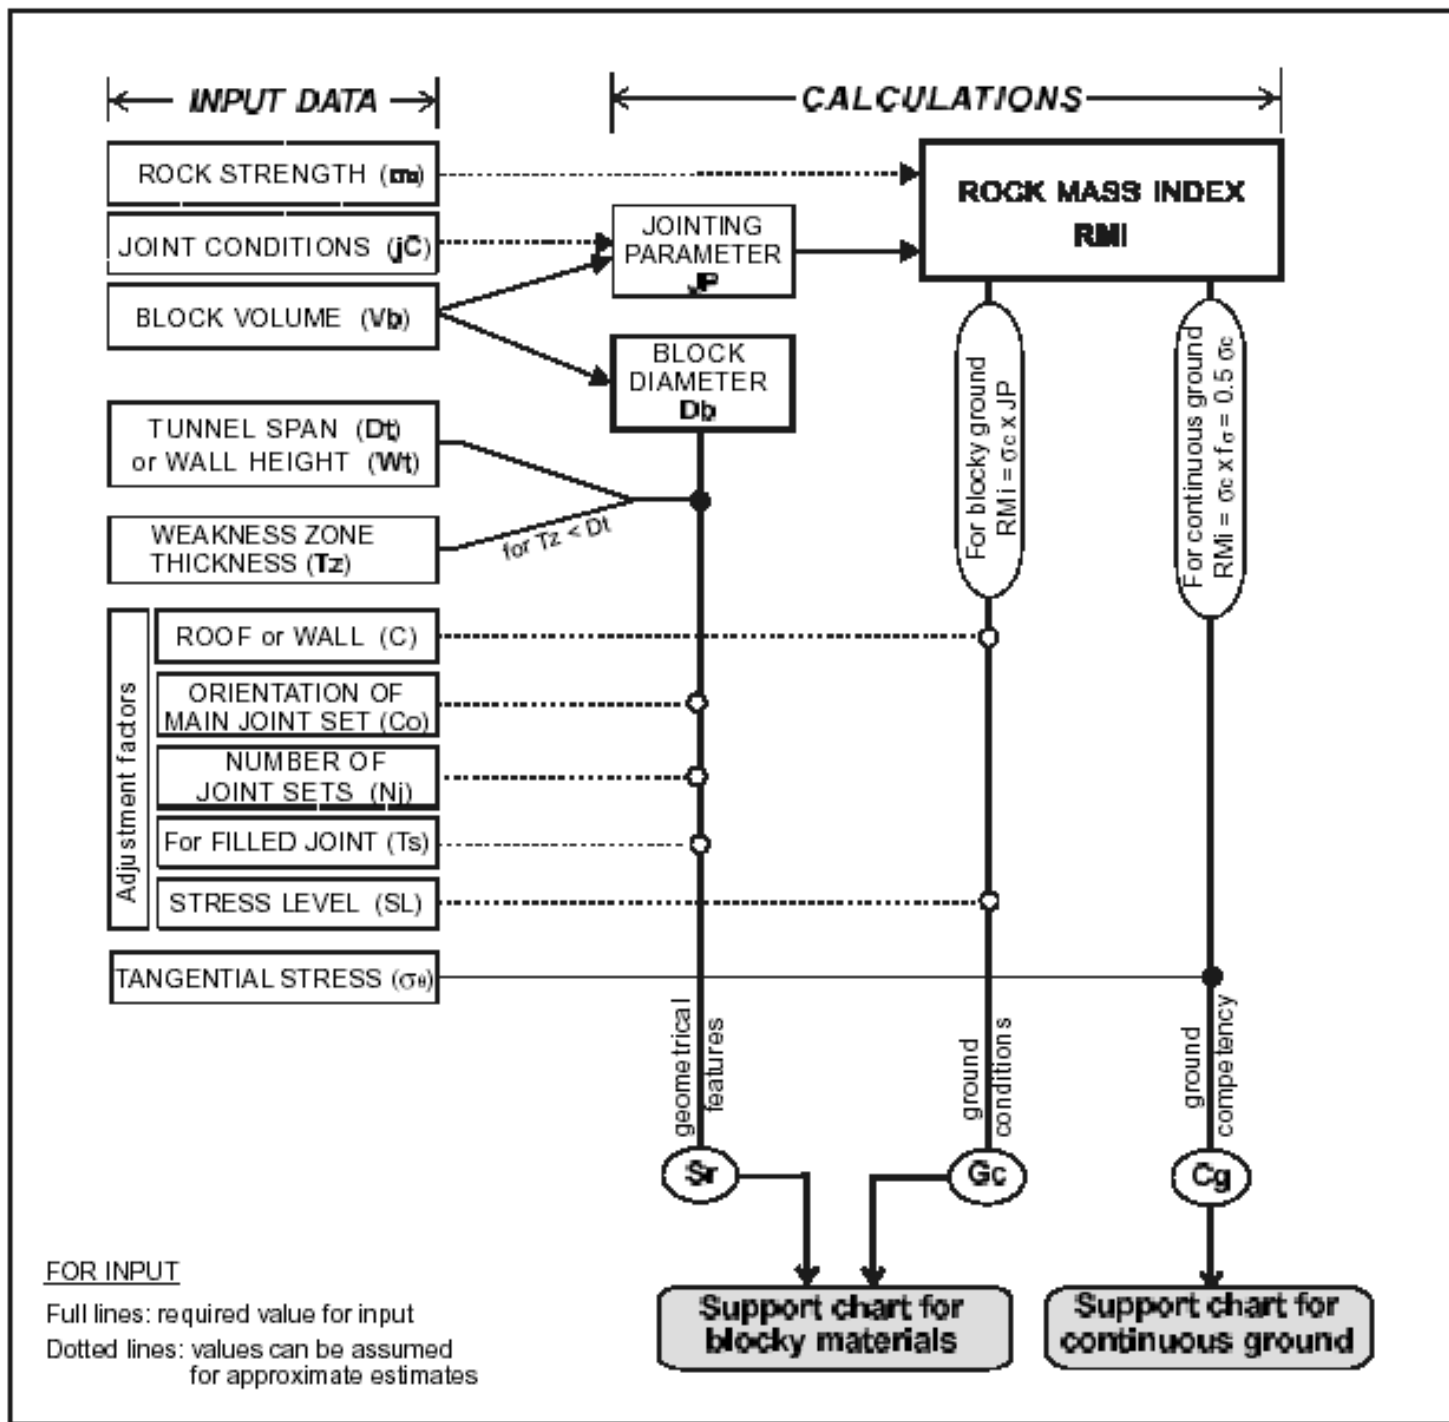 INPUT DATA
CALCULATIONS
ROCK STRENGTH
JOINT CONDITIONS (jC)
BLOCK VOLUME (Vb)
TUNNEL SPAN (Dt)
or WALL HEIGHT (Wt)
WEAKNESS ZONE
THICKNESS (Tz)
for Tz < Dt
Adjustment factors
ROOF or WALL (C)
ORIENTATION OF
MAIN JOINT SET (Co)
NUMBER OF
JOINT SETS (Nj)
For FILLED JOINT (Ts)
STRESS LEVEL (SL)
TANGENTIAL STRESS (σθ)
JOINTING
PARAMETER
JP
BLOCK
DIAMETER
Db
ROCK MASS INDEX
RMI
For blocky ground
RMi = σc x JP
For continuous ground
RMi = σc x fσ = 0.5 σc
geometrical
features
ground
conditions
ground
competency
Sr
Gc
Cg
Support chart for
blocky materials
Support chart for
continuous ground
FOR INPUT
Full lines: required value for input
Dotted lines: values can be assumed
for approximate estimates